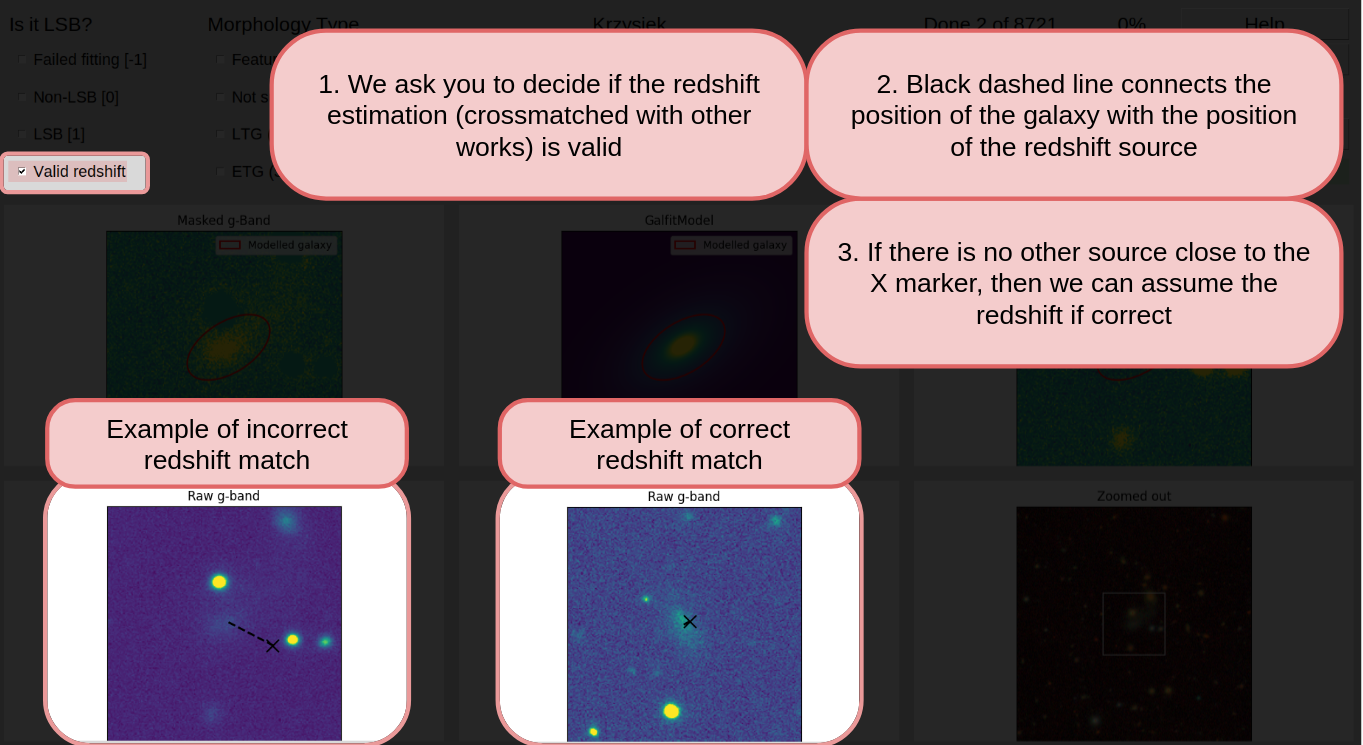 Is it LSB?
Morphology Type
Krzysiek
Done 2 of 8721
0%
Help
Failed fitting [-1]
Non-LSB [0]
LSB [1]
Valid redshift
Not
LTG
ETG
1. We ask you to decide if the redshift
estimation (crossmatched with other
works) is valid
2. Black dashed line connects the
position of the galaxy with the position
of the redshift source
3. If there is no other source close to the
X marker, then we can assume the
redshift if correct
Masked g-Band
Modelled galaxy
GalfitModel
Modelled galaxy
Example of incorrect
redshift match
Example of correct
redshift match
Raw g-band
Raw g-band
Zoomed out